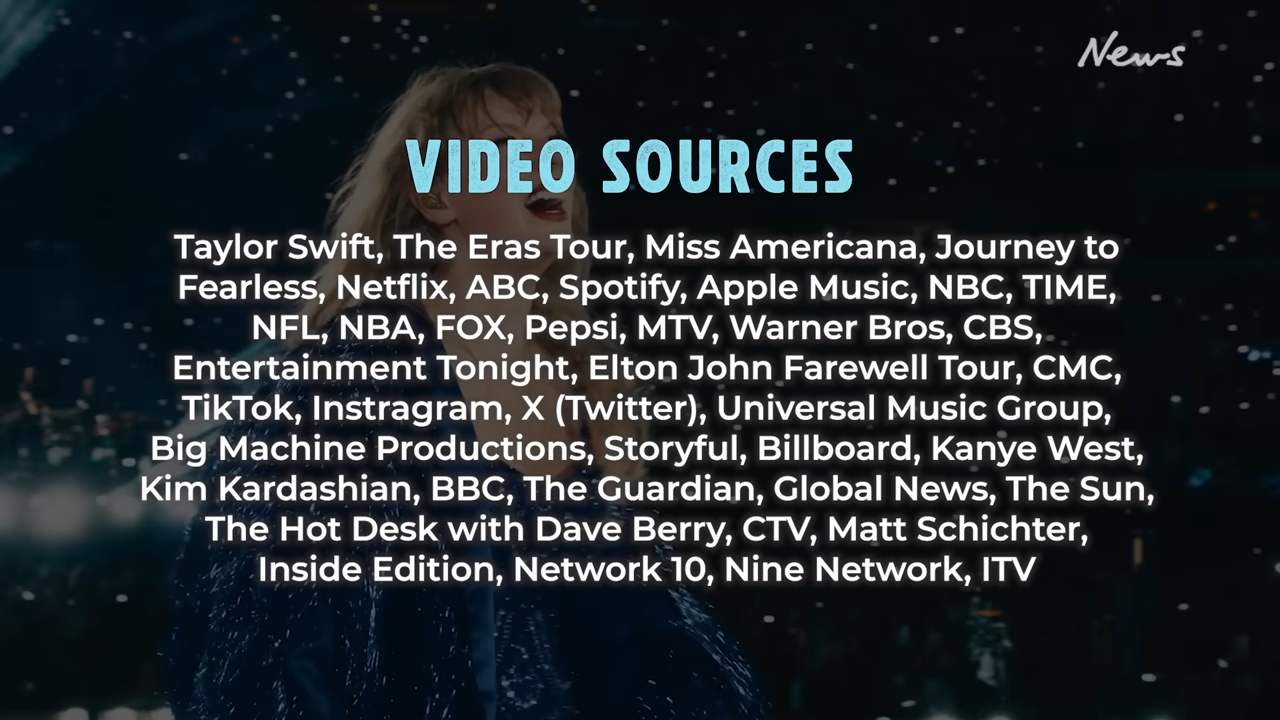 News
VIDEO SOURCES
Taylor Swift, The Eras Tour, Miss Americana, Journey to
Fearless, Netflix, ABC, Spotify, Apple Music, NBC, TIME,
NFL, NBA, FOX, Pepsi, MTV, Warner Bros, CBS,
Entertainment Tonight, Elton John Farewell Tour, CMC,
TikTok, Instragram, X (Twitter), Universal Music Group,
Big Machine Productions, Storyful, Billboard, Kanye West,
Kim Kardashian, BBC, The Guardian, Global News, The Sun,
The Hot Desk with Dave Berry, CTV, Matt Schichter,
Inside Edition, Network 10, Nine Network, ITV